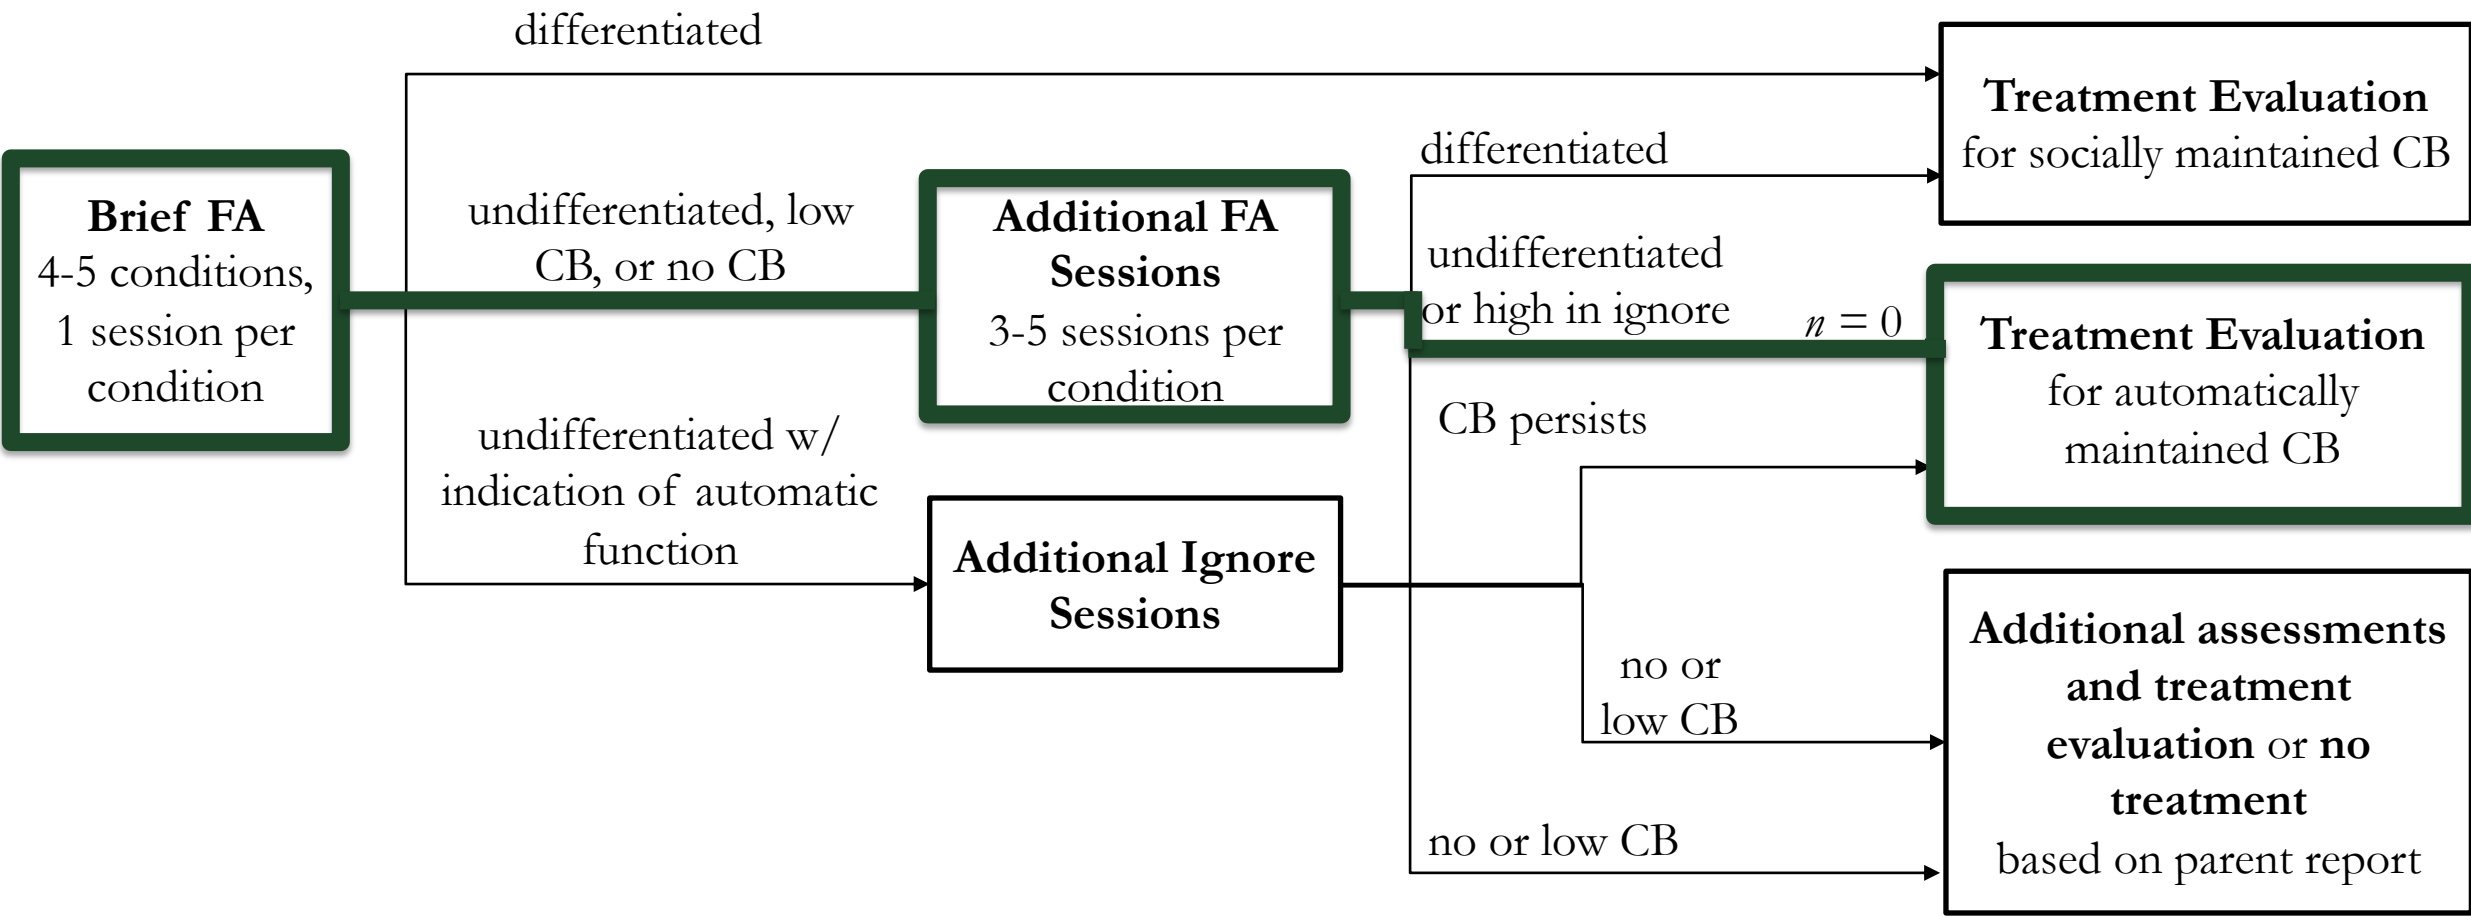 differentiated
Brief FA
4-5 conditions,
1 session per
condition
undifferentiated, low
CB, or no CB
undifferentiated w/
indication of automatic
function
Additional FA
Sessions
3-5 sessions per
condition
Additional Ignore
Sessions
differentiated
undifferentiated
or high in ignore
n = 0
CB persists
no or
low CB
no or low CB
Treatment Evaluation
for socially maintained CB
Treatment Evaluation
for automatically
maintained CB
Additional assessments
and treatment
evaluation or no
treatment
based on parent report